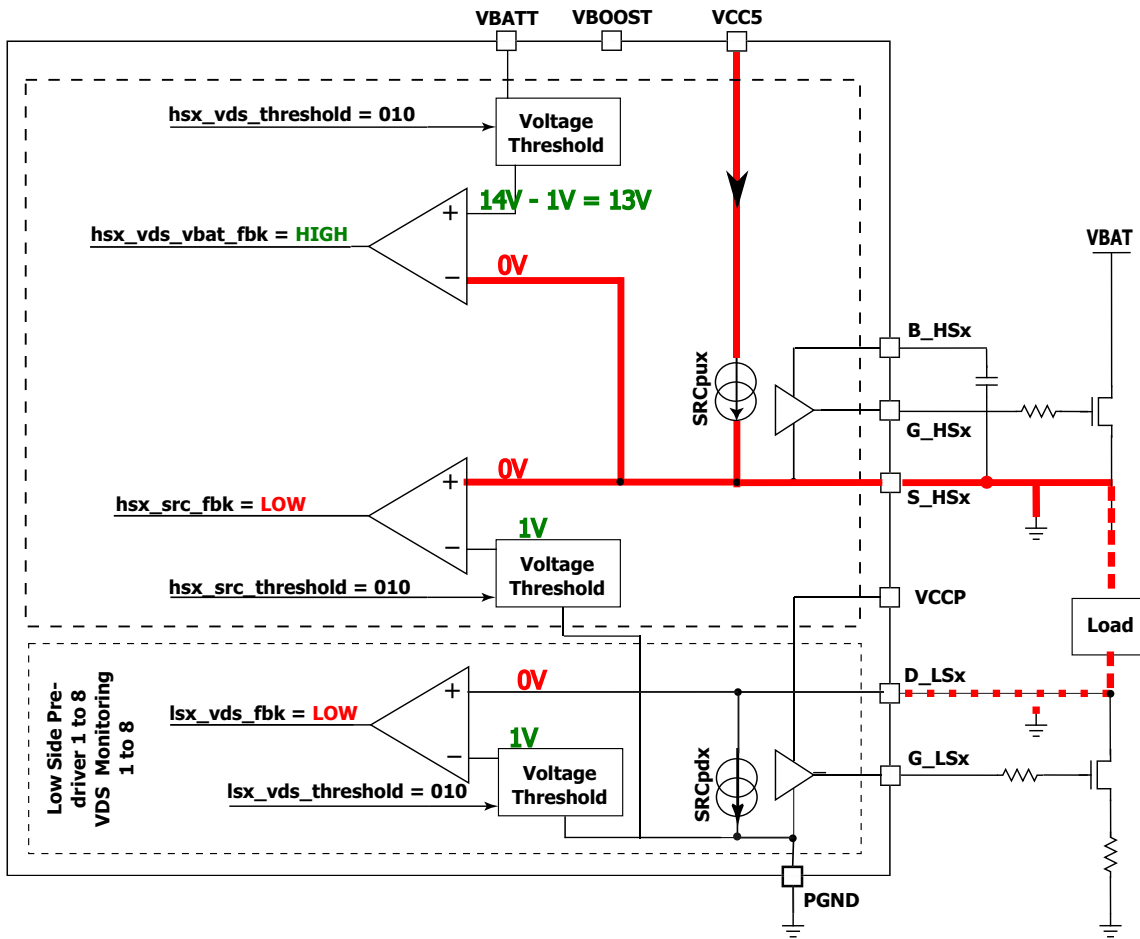 VBATT
VBOOST
VCC5
hsx_vds_threshold = 010
Voltage
Threshold
14V - 1V = 13V
+
hsx_vds_vbat_fbk = HIGH
−
0V
VBAT
B_HSx
SRCpux
G_HSx
0V
+
S_HSx
hsx_src_fbk = LOW
1V
−
Voltage
Threshold
hsx_src_threshold = 010
VCCP
Load
Low Side Pre-
driver 1 to 8
VDS Monitoring
1 to 8
0V
D_LSx
+
lsx_vds_fbk = LOW
1V
−
Voltage
Threshold
SRCpdx
G_LSx
lsx_vds_threshold = 010
PGND